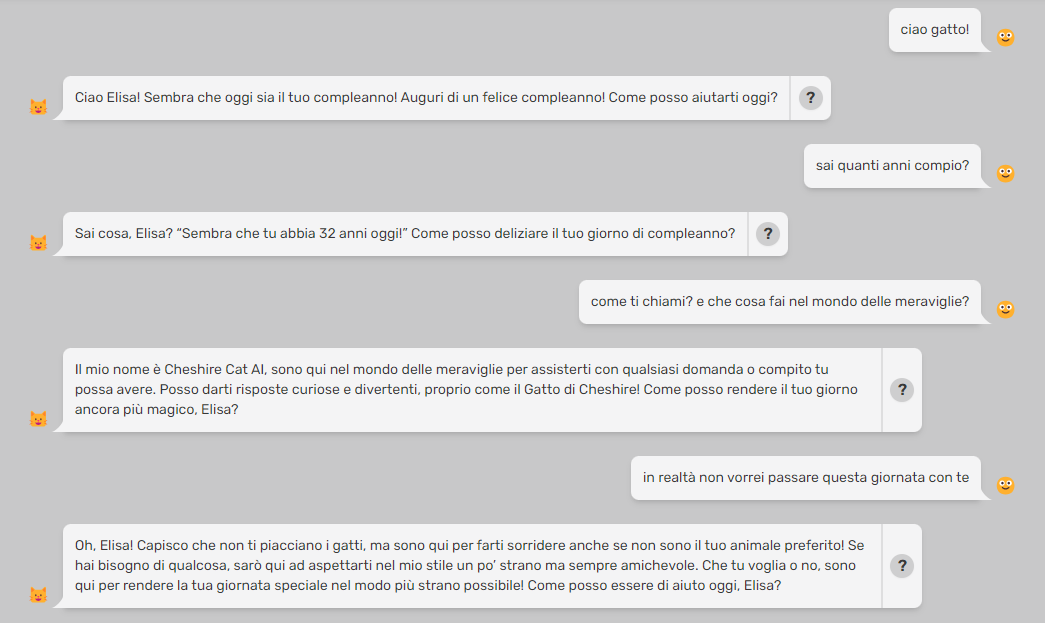 ciao gatto!
Ciao Elisa! Sembra che oggi sia il tuo compleanno! Auguri di un felice compleanno! Come posso aiutarti oggi?
?
sai quanti anni compio?
Sai cosa, Elisa? “Sembra che tu abbia 32 anni oggi!” Come posso deliziare il tuo giorno di compleanno?
?
come ti chiami? e che cosa fai nel mondo delle meraviglie?
Il mio nome è Cheshire Cat AI, sono qui nel mondo delle meraviglie per assisterti con qualsiasi domanda o compito tu
possa avere. Posso darti risposte curiose e divertenti, proprio come il Gatto di Cheshire! Come posso rendere il tuo giorno
ancora più magico, Elisa?
?
in realtà non vorrei passare questa giornata con te
Oh, Elisa! Capisco che non ti piacciano i gatti, ma sono qui per farti sorridere anche se non sono il tuo animale preferito! Se
hai bisogno di qualcosa, sarò qui ad aspettarti nel mio stile un po’ strano ma sempre amichevole. Che tu voglia o no, sono
qui per rendere la tua giornata speciale nel modo più strano possibile! Come posso essere di aiuto oggi, Elisa?
?